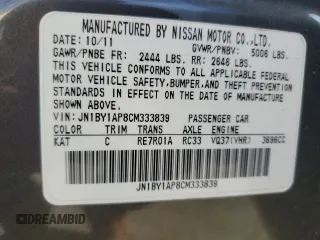 MANUFACTURED BY NISSAN MOTOR CO.,LTD.
DATE: 10/11 GVWR/PNBV: 5006 LBS.
GAWR/PNBE FR: 2444 LBS. RR: 2646 LBS.
THIS VEHICLE CONFORMS TO ALL APPLICABLE FEDERAL
MOTOR VEHICLE SAFETY,BUMPER,AND THEFT PREVENTION
STANDARDS IN EFFECT ON THE DATE OF MANUFACTURE
SHOWN ABOVE.
VIN:JN1BY1AP8CM333839 PASSENGER CAR
COLOR TRIM TRANS AXLE ENGINE
KAT C RE7R01A RC33 VQ37(VHR) 3696CC
JN1BY1AP8CM333839
© AUTOBIDMASTER